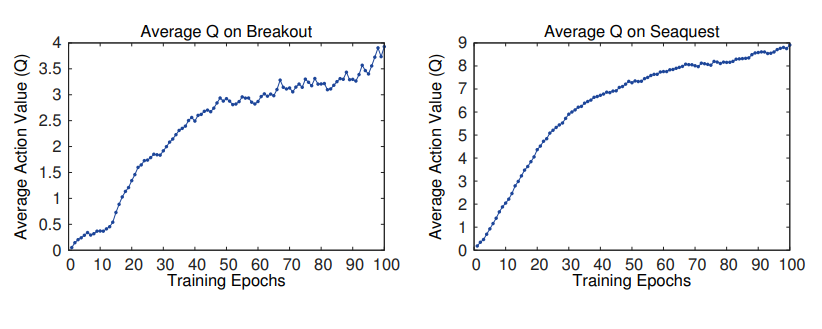 Average Q on Breakout
Average Action Value (Q)
4
3.5
3
2.5
2
1.5
1
0.5
0
0 10 20 30 40 50 60 70 80 90 100
Training Epochs
Average Q on Seaquest
Average Action Value (Q)
9
8
7
6
5
4
3
2
1
0
0 10 20 30 40 50 60 70 80 90 100
Training Epochs